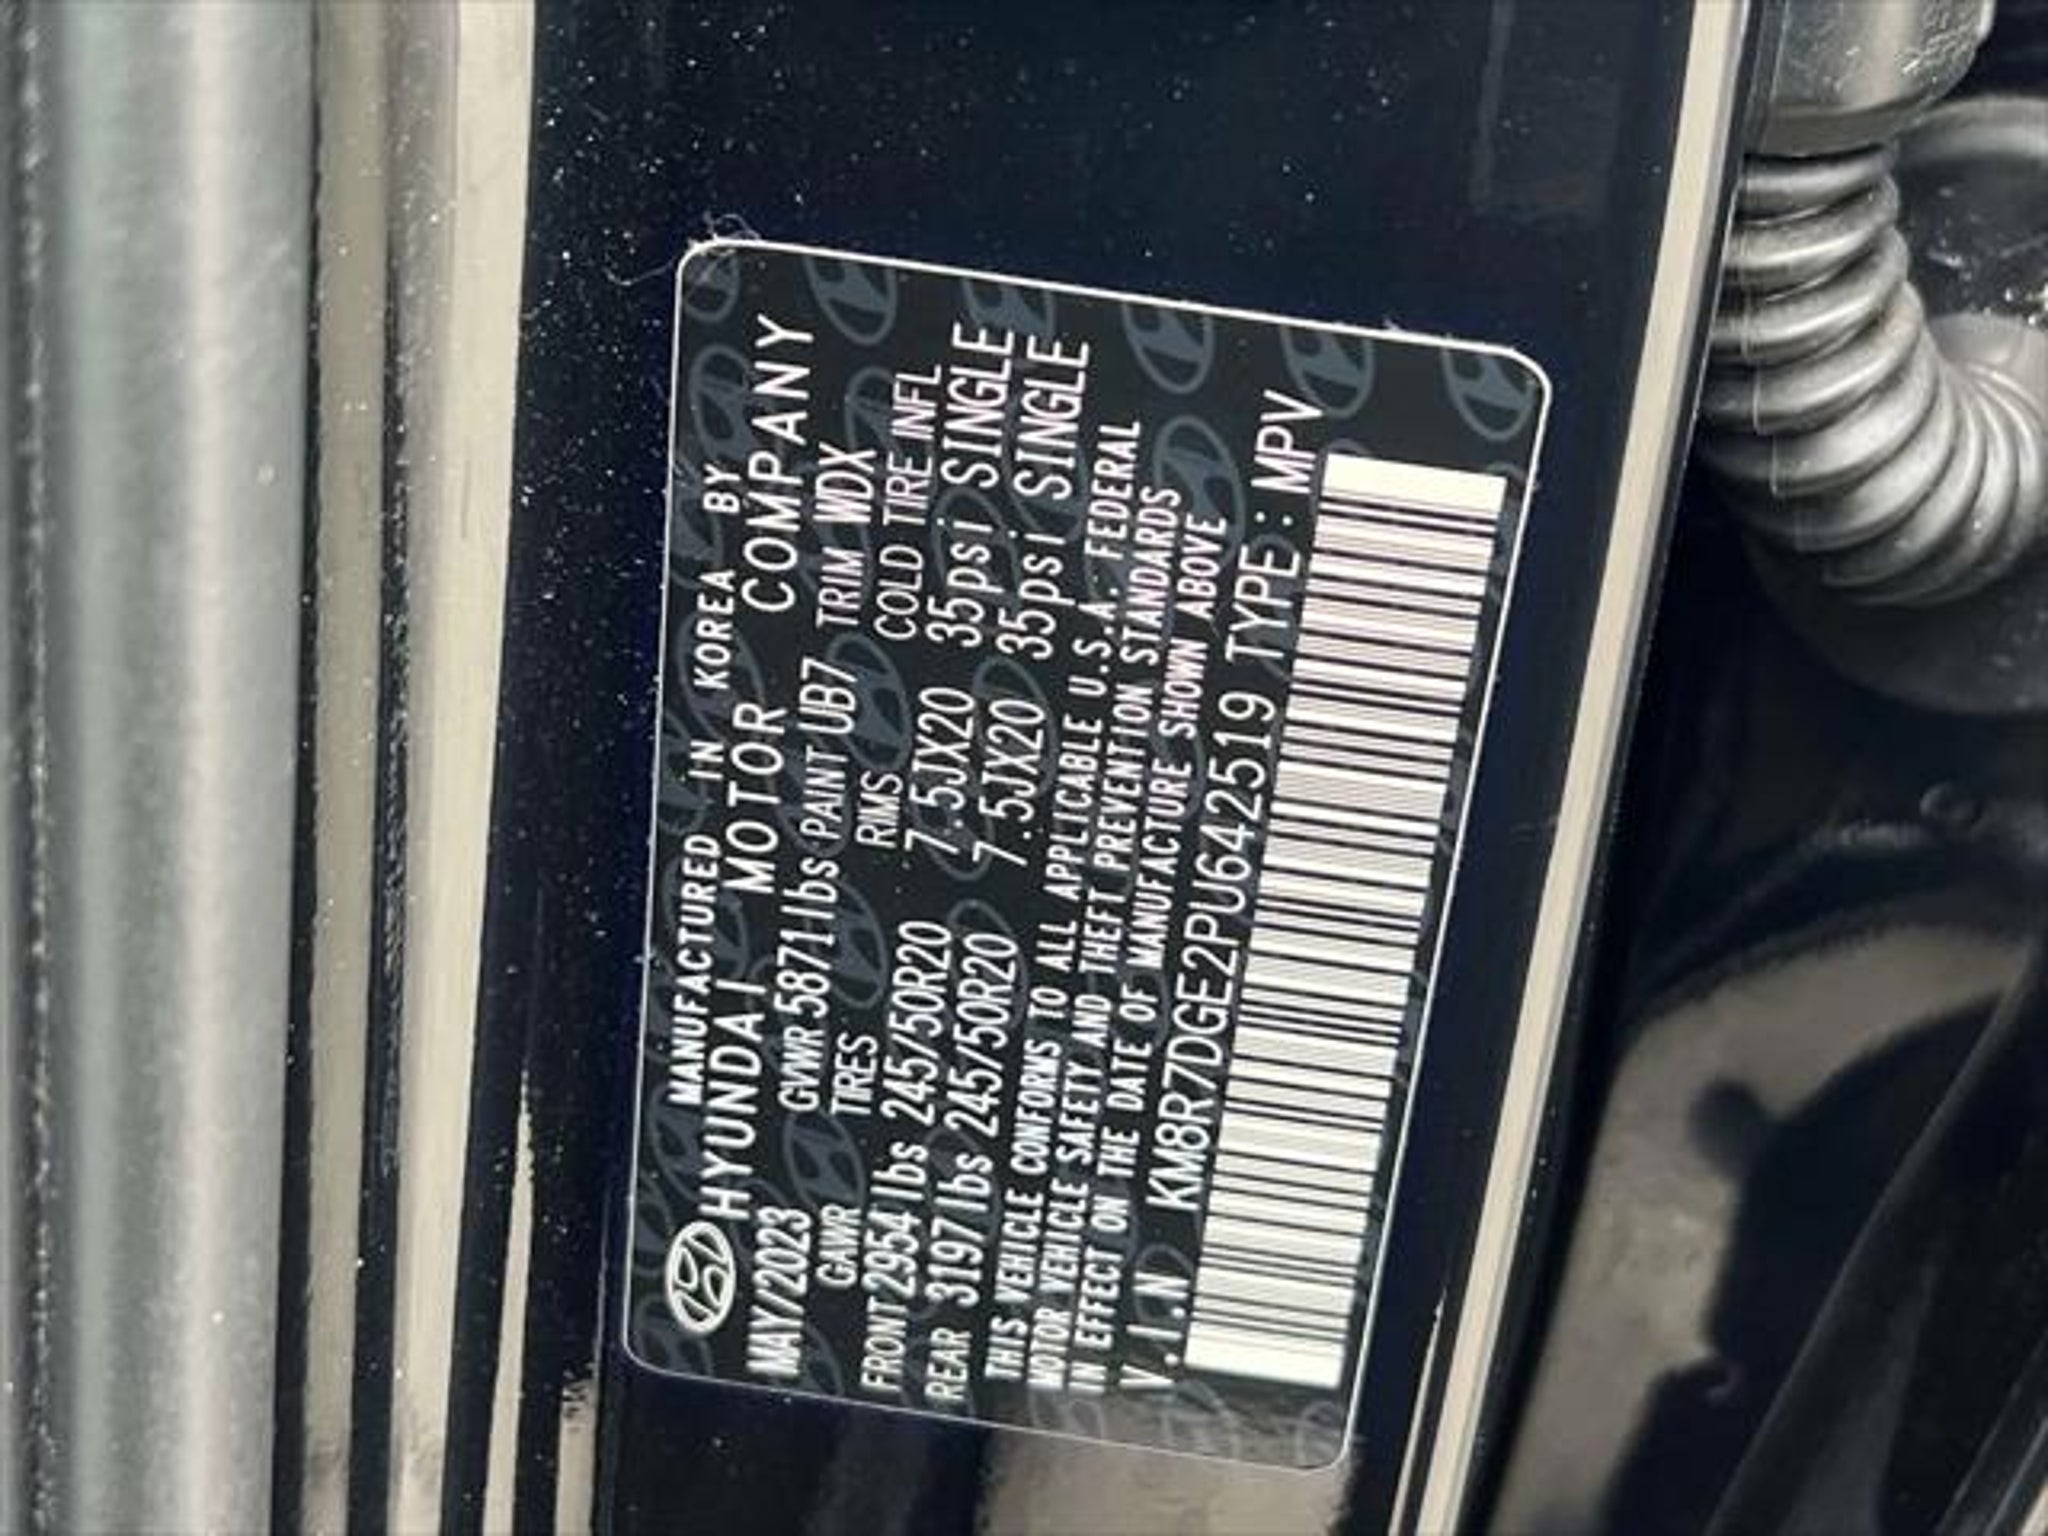 MANUFACTURED IN KOREA BY
HYUNDAI MOTOR COMPANY
MAY/2023 GVWR 5871lbs PAINT UB7 TRIM WDX
GAWR TIRES RIMS COLD TIRE INFL
FRONT 2954lbs 245/50R20 7.5JX20 35psi SINGLE
REAR 3197lbs 245/50R20 7.5JX20 35psi SINGLE
THIS VEHICLE CONFORMS TO ALL APPLICABLE U.S.A. FEDERAL
MOTOR VEHICLE SAFETY AND THEFT PREVENTION STANDARDS
IN EFFECT ON THE DATE OF MANUFACTURE SHOWN ABOVE
V.I.N KM8R7DGE2PU642519 TYPE: MPV